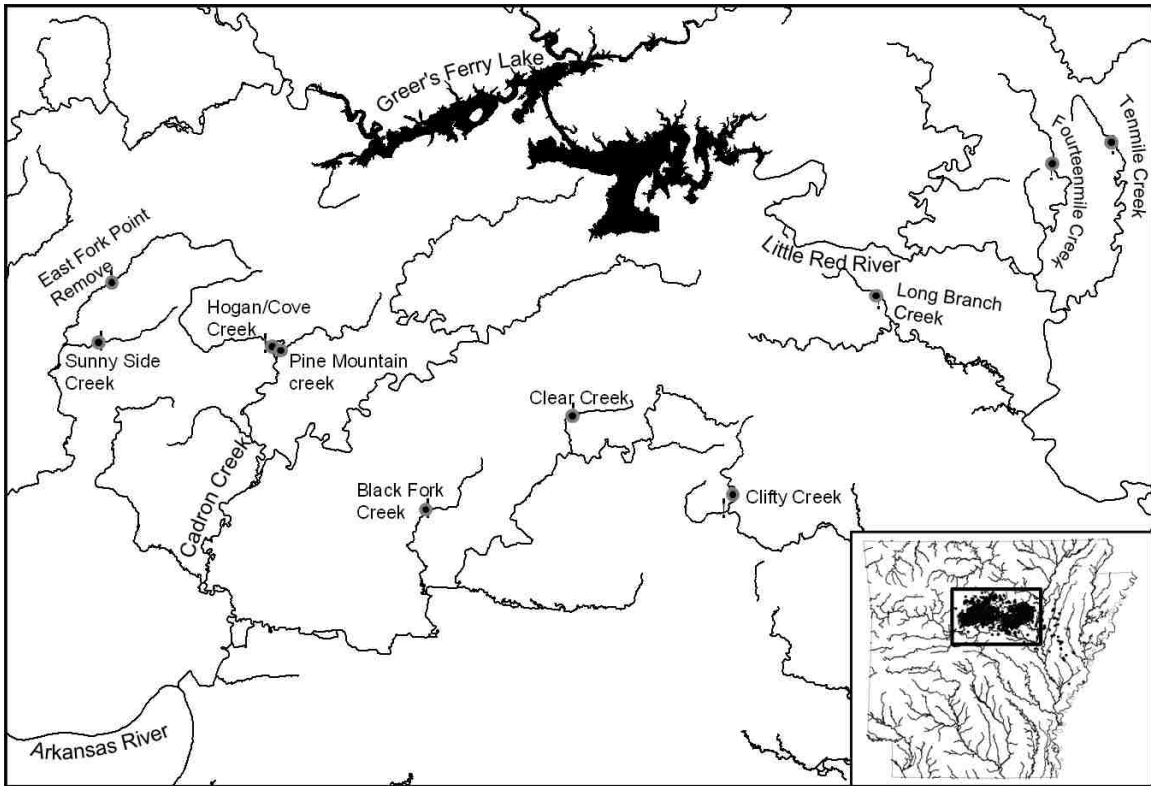 Greer's Ferry Lake
Tenmile Creek
Fourteenmile Creek
East Fork Point
Remove
Little Red River
Long Branch
Creek
Hogan/Cove
Creek
Sunny Side
Creek
Pine Mountain
creek
Clear Creek
Cadron Creek
Black Fork
Creek
Clifty Creek
Arkansas River